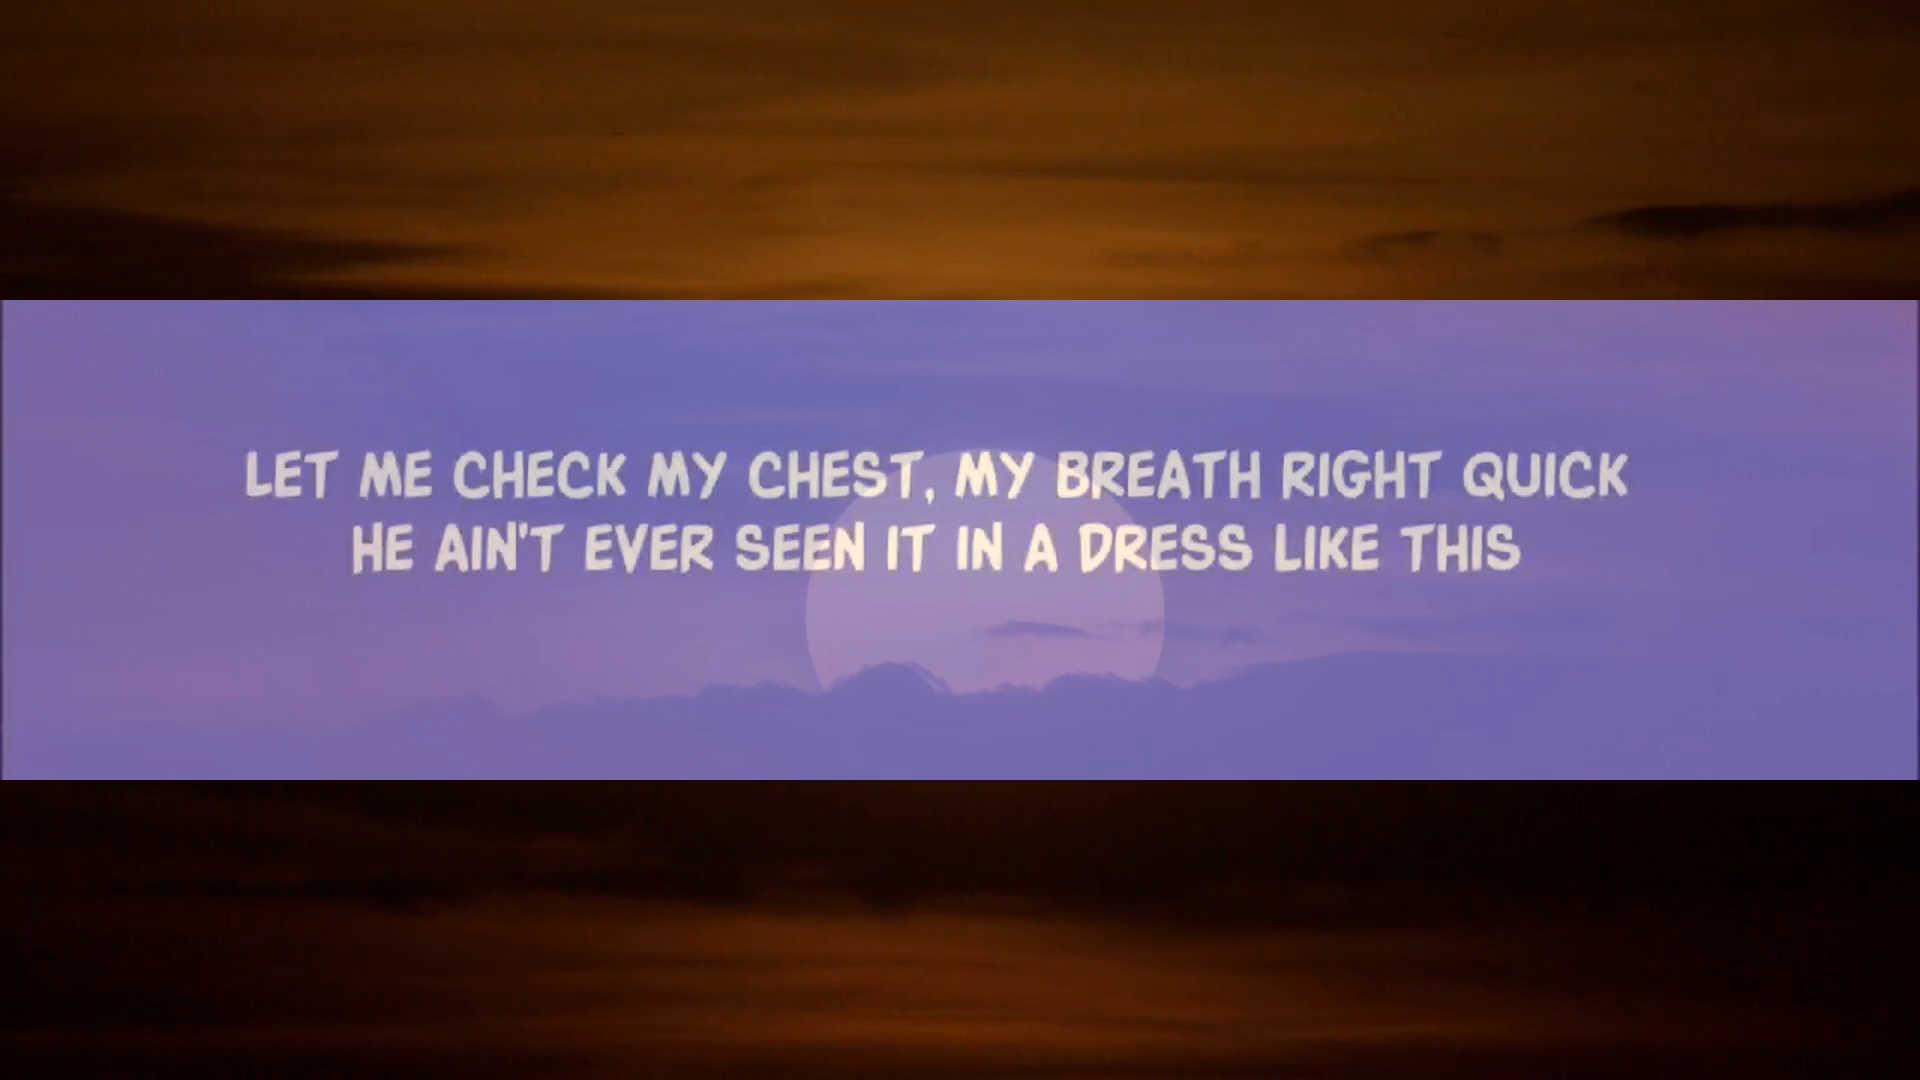 LET ME CHECK MY CHEST, MY BREATH RIGHT QUICK
HE AIN'T EVER SEEN IT IN A DRESS LIKE THIS